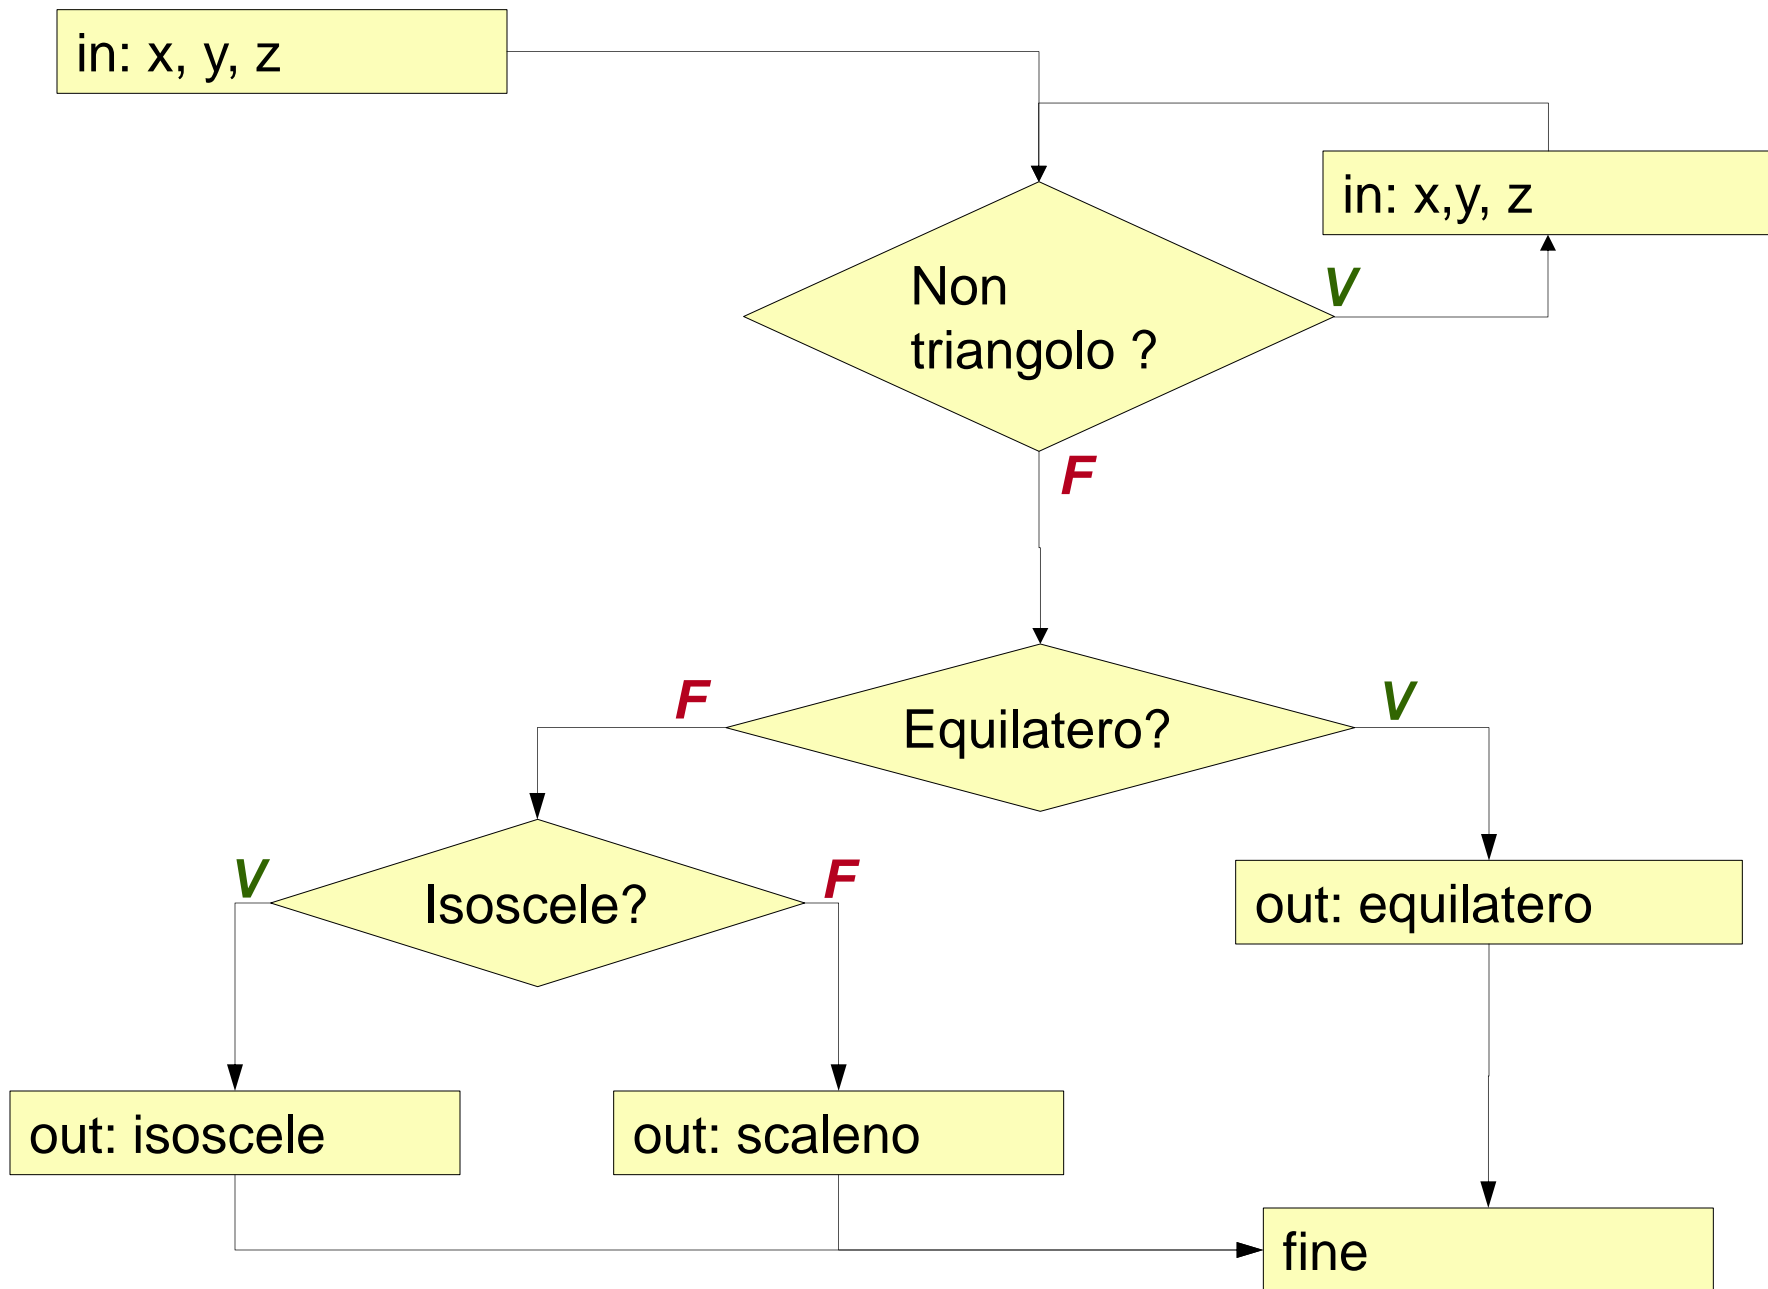 in: x, y, z
in: x,y, z
Non
triangolo ?
V
F
F
Equilatero?
V
V
Isoscele?
F
out: equilatero
out: isoscele
out: scaleno
fine